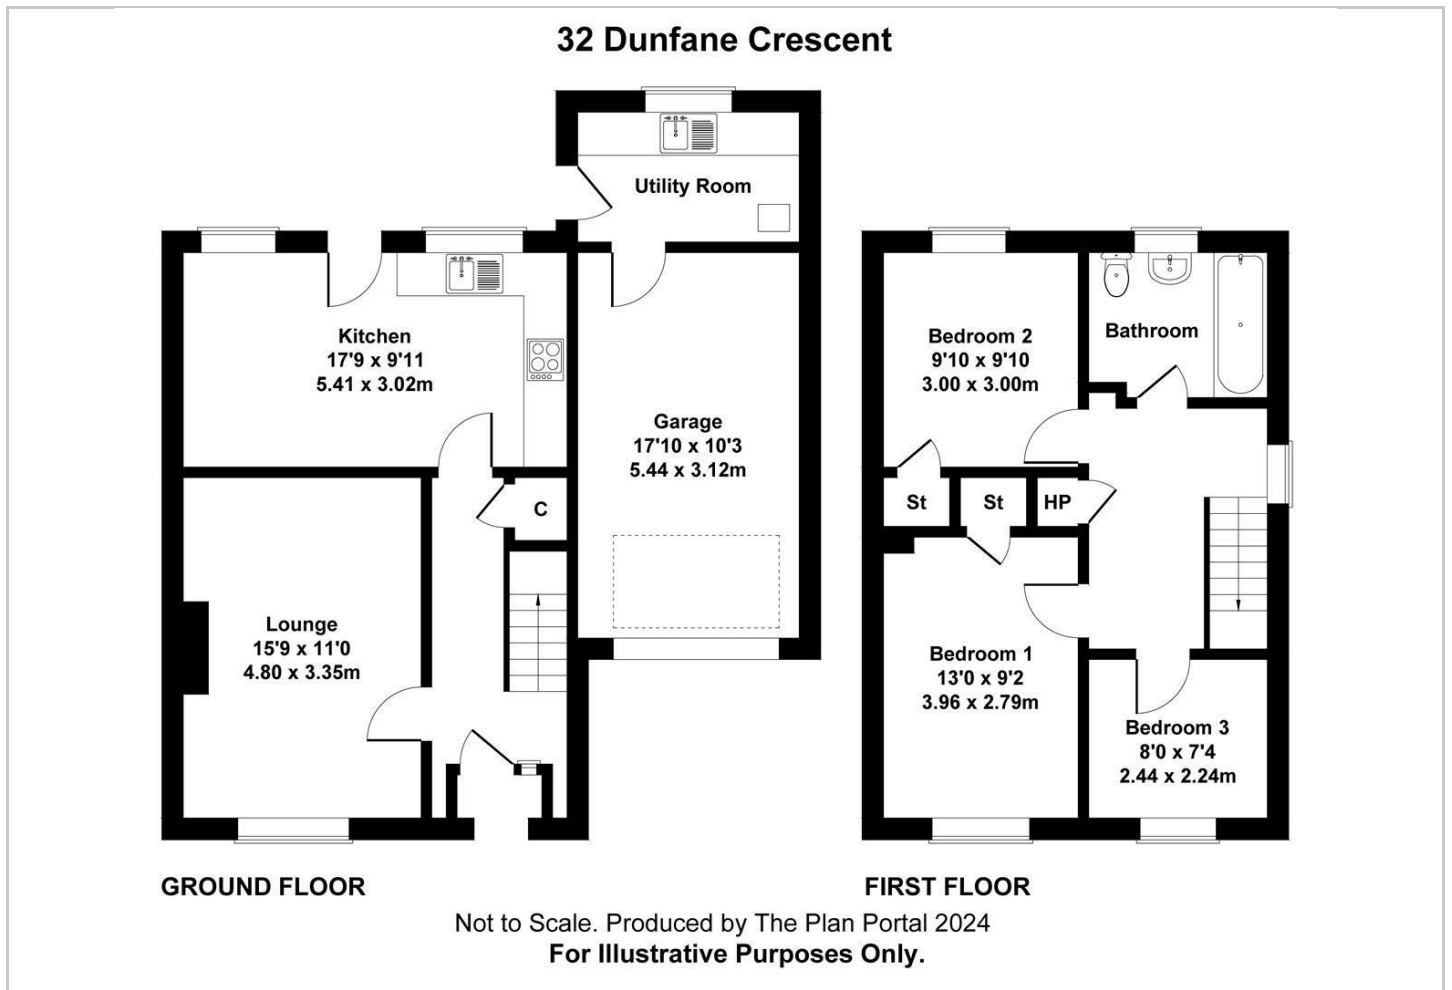 32 Dunfane Crescent
Utility Room
Kitchen
17'9 x 9'11
5.41 x 3.02m
Garage
17'10 x 10'3
5.44 x 3.12m
C
Lounge
15'9 x 11'0
4.80 x 3.35m
GROUND FLOOR
Bedroom 2
9'10 x 9'10
3.00 x 3.00m
Bathroom
St
St
HP
Bedroom 1
13'0 x 9'2
3.96 x 2.79m
Bedroom 3
8'0 x 7'4
2.44 x 2.24m
FIRST FLOOR
Not to Scale. Produced by The Plan Portal 2024
For Illustrative Purposes Only.